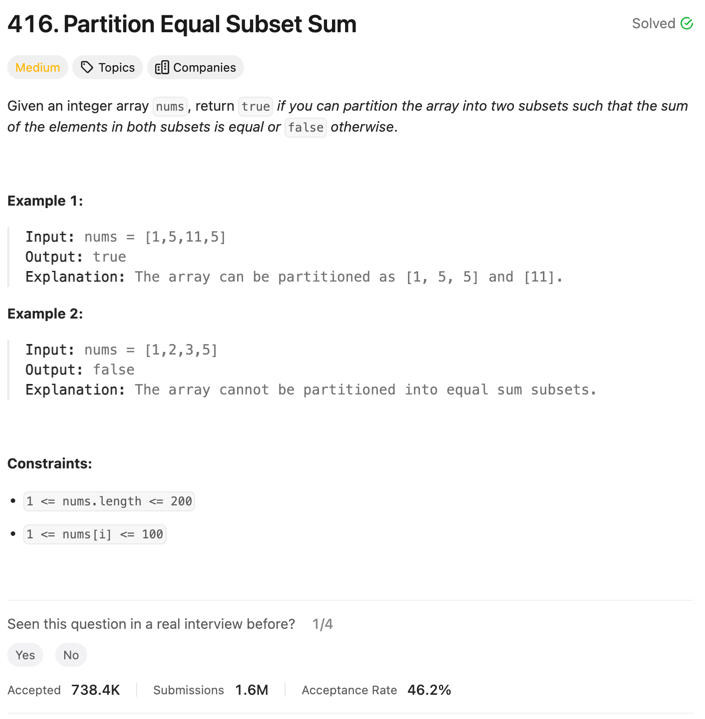 416. Partition Equal Subset Sum
Solved
Medium Topics Companies
Given an integer array nums, return true if you can partition the array into two subsets such that the sum
of the elements in both subsets is equal or false otherwise.
Example 1:
Input: nums = [1,5,11,5]
Output: true
Explanation: The array can be partitioned as [1, 5, 5] and [11].
Example 2:
Input: nums = [1,2,3,5]
Output: false
Explanation: The array cannot be partitioned into equal sum subsets.
Constraints:
• 1 <= nums.length <= 200
• 1 <= nums[i] <= 100
Seen this question in a real interview before? 1/4
Yes No
Accepted 738.4K Submissions 1.6M Acceptance Rate 46.2%